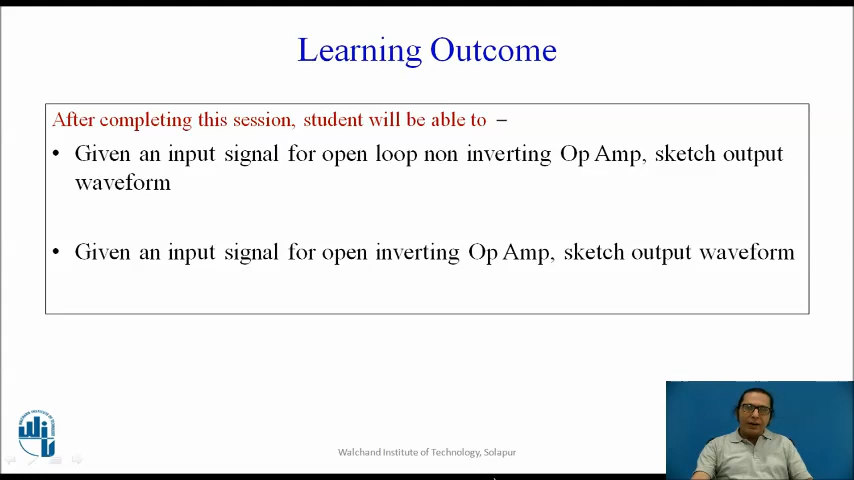 Learning Outcome
After completing this session, student will be able to –
• Given an input signal for open loop non inverting Op Amp, sketch output
waveform
• Given an input signal for open inverting Op Amp, sketch output waveform
Walchand Institute of Technology, Solapur